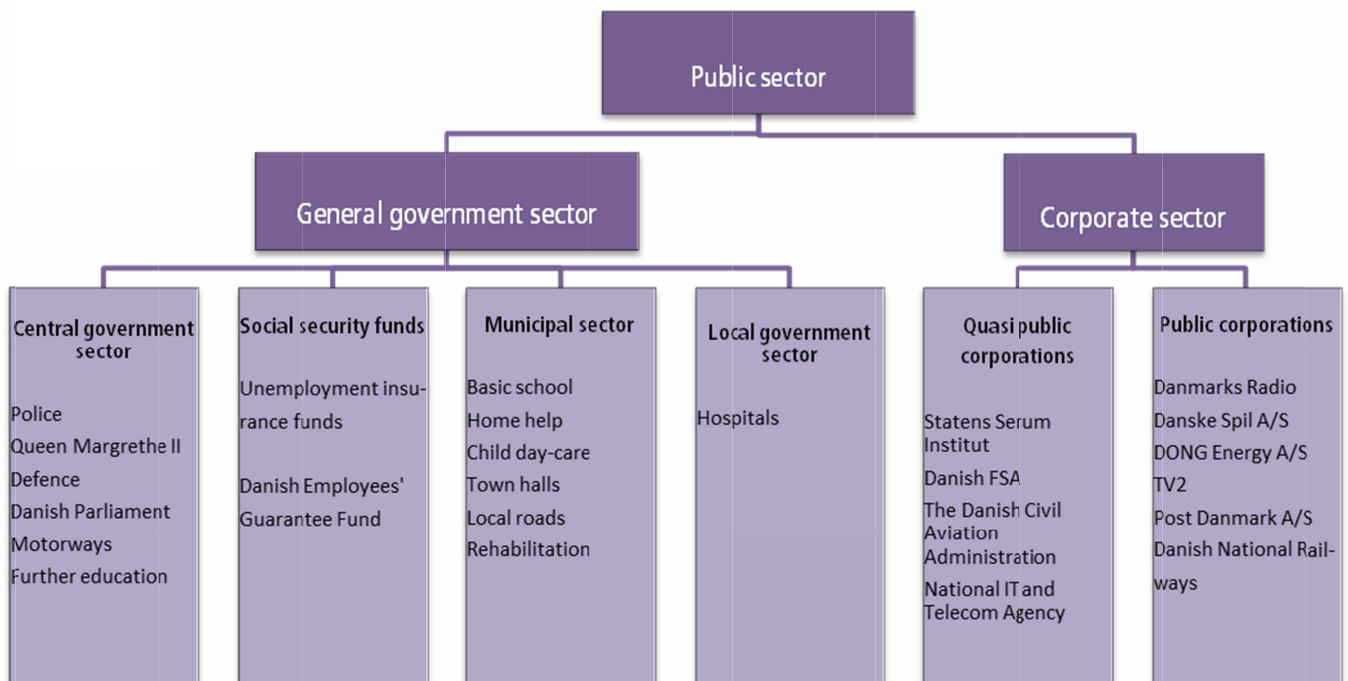 Public sector
General government sector
Corporate sector
Central government
sector
Police
Queen Margrethe II
Defence
Danish Parliament
Motorways
Further education
Social security funds
Unemployment insu-
rance funds
Danish Employees'
Guarantee Fund
Municipal sector
Basic school
Home help
Child day-care
Town halls
Local roads
Rehabilitation
Local government
sector
Hospitals
Quasi public
corporations
Statens Serum
Institut
Danish FSA
The Danish Civil
Aviation
Administration
National IT and
Telecom Agency
Public corporations
Danmarks Radio
Danske Spil A/S
DONG Energy A/S
TV2
Post Danmark A/S
Danish National Rail-
ways